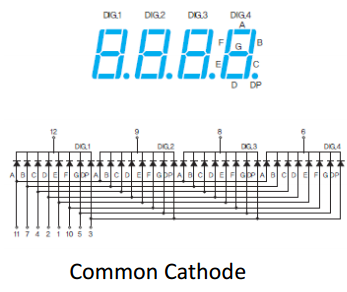 DIG,1 DIG,2 DIG,3 DIG,4
A
F G B
E C
D DP
12 9 8 6
DIG,1 DIG,2 DIG,3 DIG,4
A B C D E F G DP A B C D E F G DP A B C D E F G DP A B C D E F G DP
11 7 4 2 1 10 5 3
Common Cathode